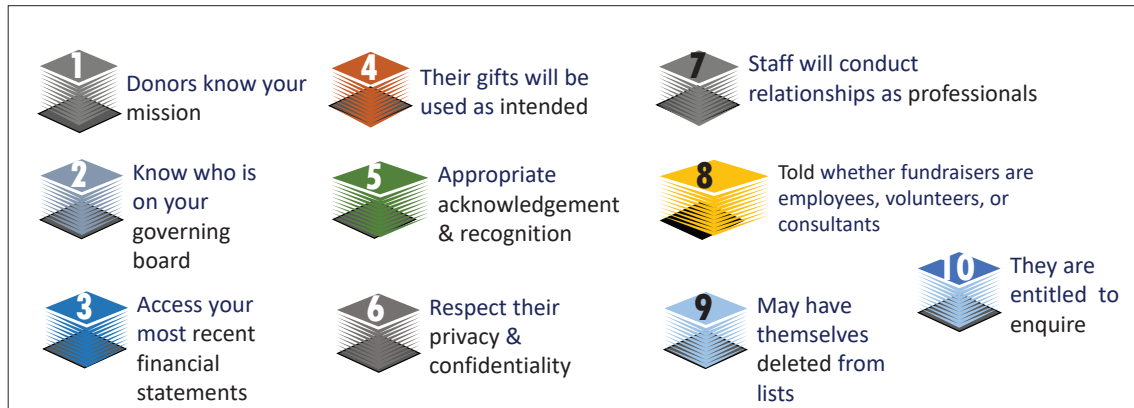 1
Donors know your
mission
2
Know who is
on your
governing
board
3
Access your
most recent
financial
statements
4
Their gifts will be
used as intended
5
Appropriate
acknowledgement
& recognition
6
Respect their
privacy &
confidentiality
7
Staff will conduct
relationships as professionals
8
Told whether fundraisers are
employees, volunteers, or
consultants
9
May have
themselves
deleted from
lists
10
They are
entitled to
enquire